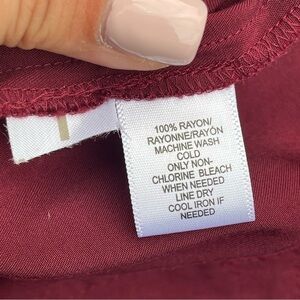 100% RAYON/
RAYONNE/RAYÓN
MACHINE WASH
COLD
ONLY NON-
CHLORINE BLEACH
WHEN NEEDED
LINE DRY
COOL IRON IF
NEEDED